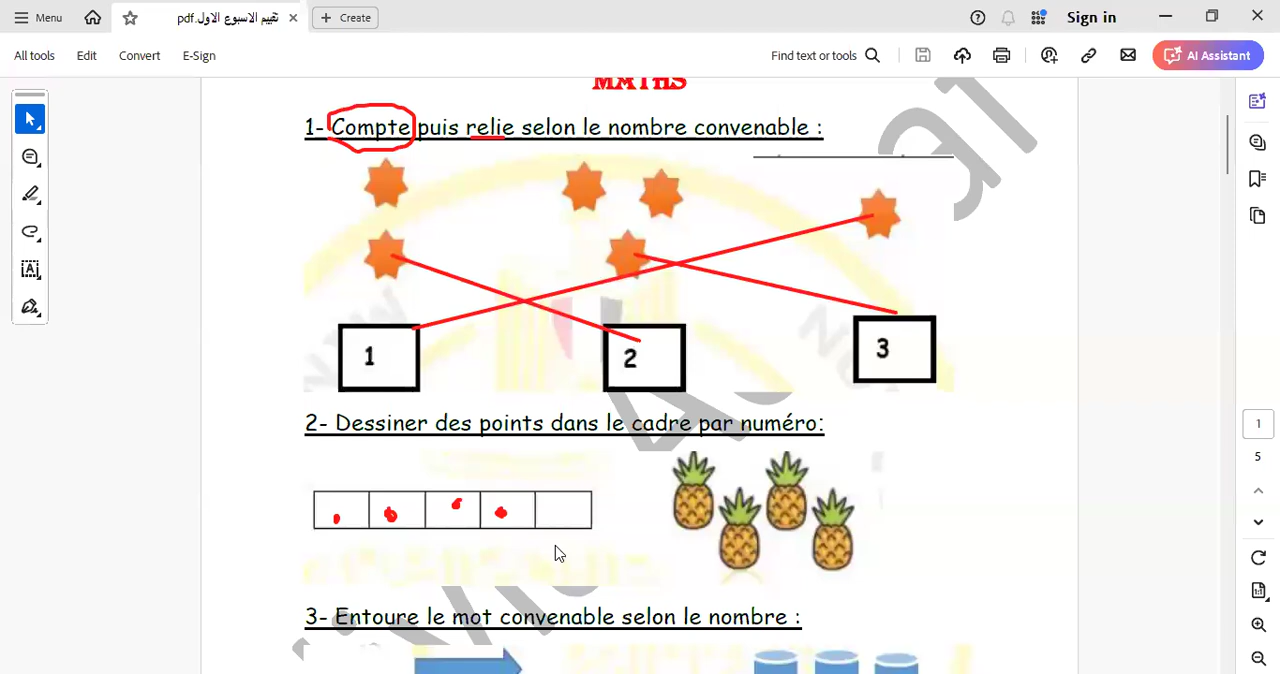 Menu
تقييم الاسبوع الاول.pdf
Create
Sign in
All tools
Edit
Convert
E-Sign
Find text or tools
AI Assistant
MATHS
1- Compte puis relie selon le nombre convenable :
1
2
3
2- Dessiner des points dans le cadre par numéro:
3- Entoure le mot convenable selon le nombre :
1
5